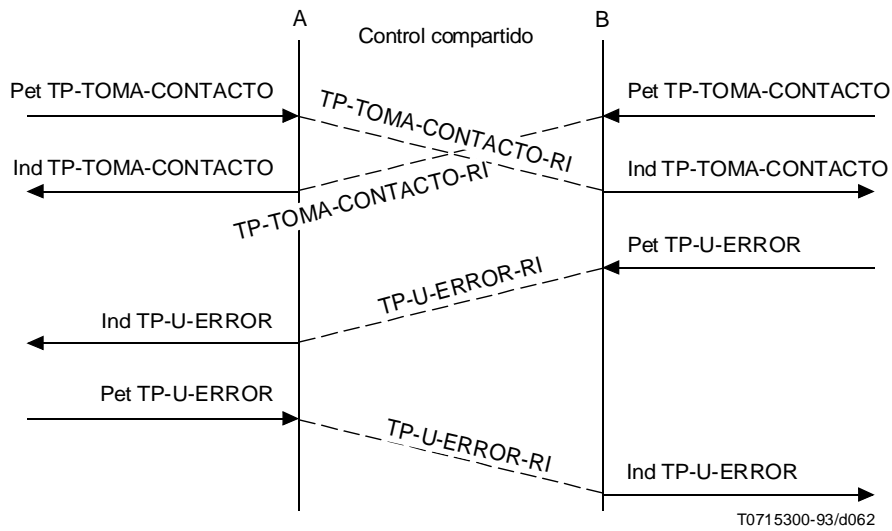 A
B
Control compartido
Pet TP-TOMA-CONTACTO
TP-TOMA-CONTACTO-RI
Pet TP-TOMA-CONTACTO
Ind TP-TOMA-CONTACTO
TP-TOMA-CONTACTO-RI
Ind TP-TOMA-CONTACTO
Pet TP-U-ERROR
TP-U-ERROR-RI
Ind TP-U-ERROR
Pet TP-U-ERROR
TP-U-ERROR-RI
Ind TP-U-ERROR
T0715300-93/d062